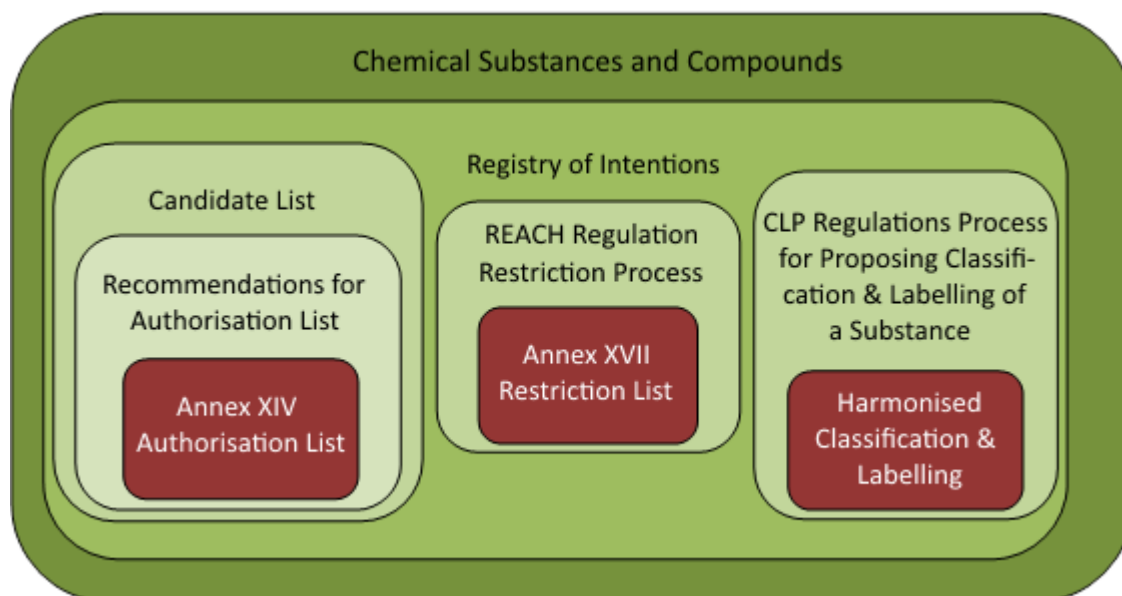 Chemical Substances and Compounds
Registry of Intentions
Candidate List
Recommendations for
Authorisation List
Annex XIV
Authorisation List
REACH Regulation
Restriction Process
Annex XVII
Restriction List
CLP Regulations Process
for Proposing Classifi-
cation & Labelling of
a Substance
Harmonised
Classification &
Labelling